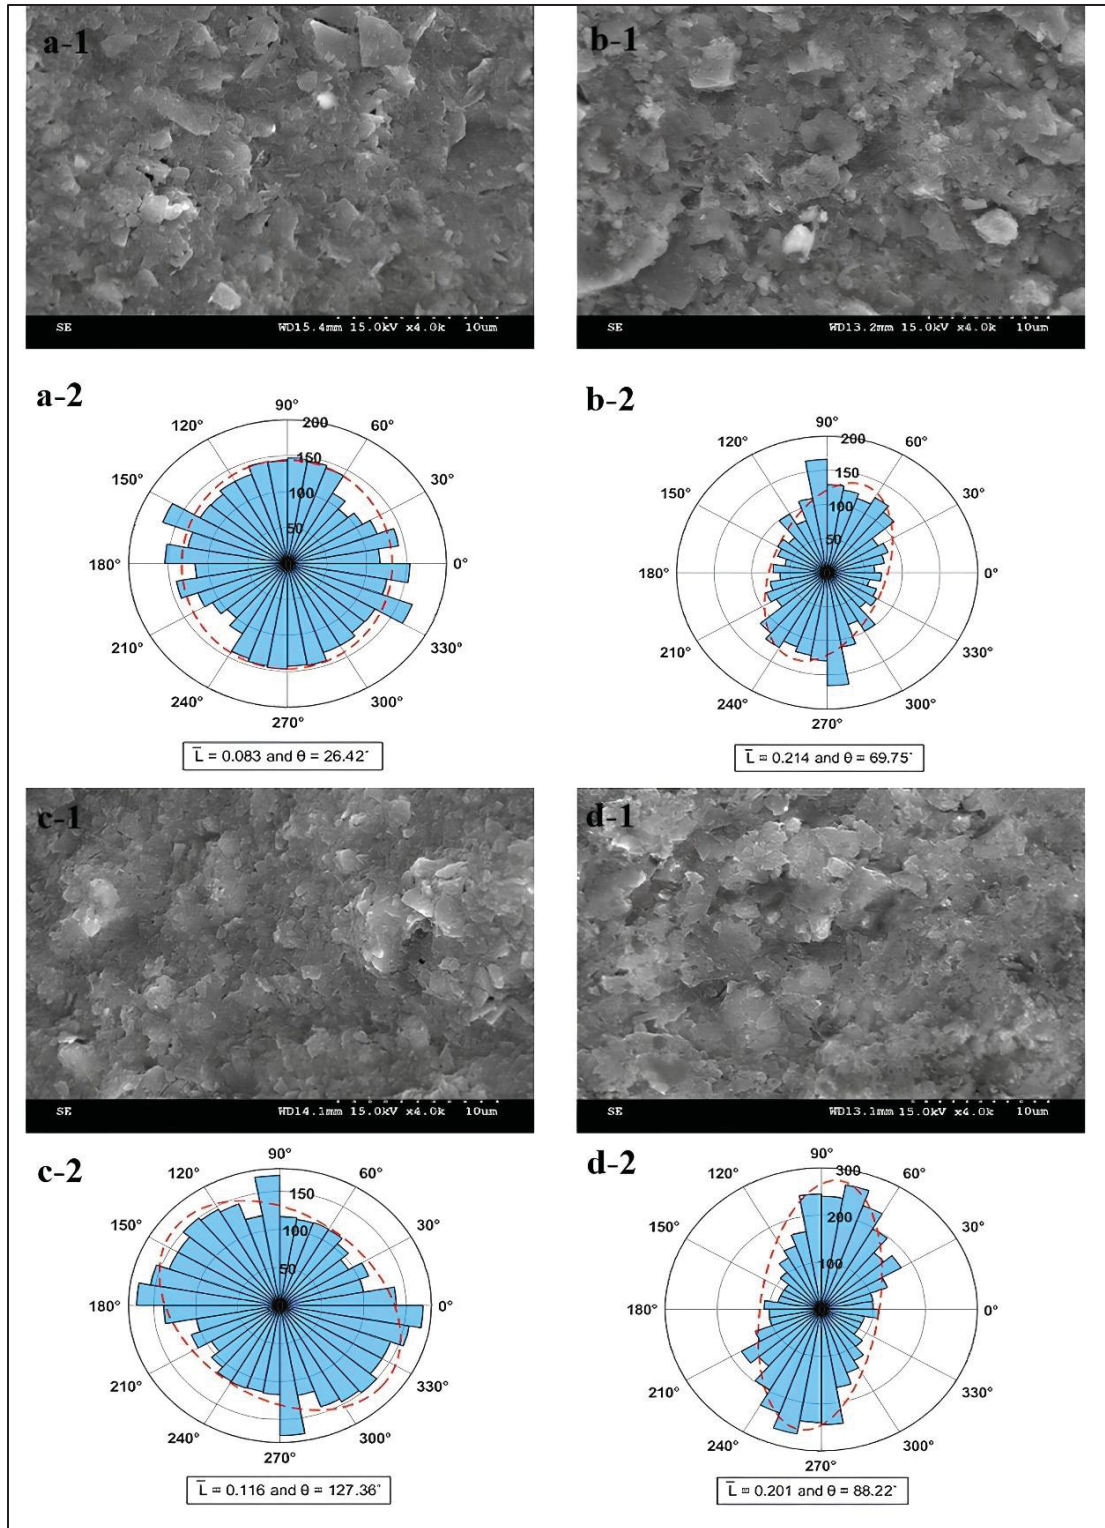 a-1
SE WD15.4mm 15.0kV x4.0k 10um
b-1
SE WD13.2mm 15.0kV x4.0k 10um
a-2
90°
120° 200 60°
150
150° 100 30°
50
180° 0°
210° 330°
240° 300°
270°
L̅ = 0.083 and θ = 26.42°
b-2
90°
120° 200 60°
150
150° 100 30°
50
180° 0°
210° 330°
240° 300°
270°
L̅ = 0.214 and θ = 69.75°
c-1
SE WD14.1mm 15.0kV x4.0k 10um
d-1
SE WD13.1mm 15.0kV x4.0k 10um
c-2
90°
120° 60°
150
150° 100 30°
50
180° 0°
210° 330°
240° 300°
270°
L̅ = 0.116 and θ = 127.36°
d-2
90°
120° 300 60°
200
150° 30°
100
180° 0°
210° 330°
240° 300°
270°
L̅ = 0.201 and θ = 88.22°